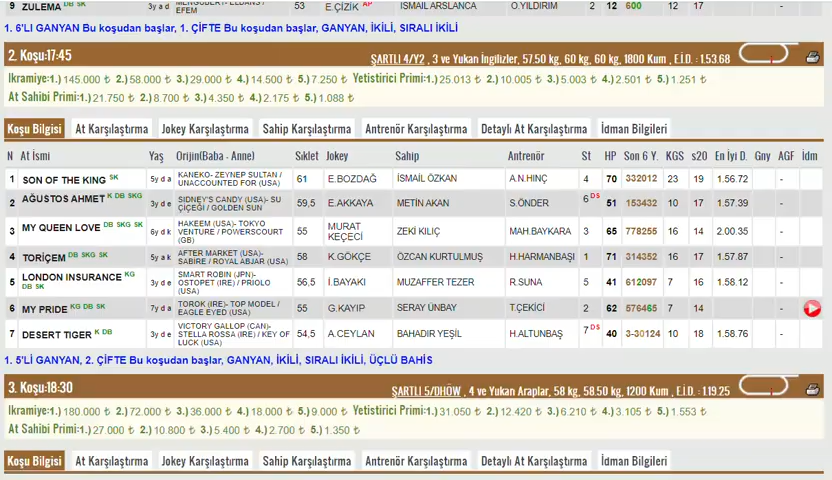 9 ZULEMA DB SK EFEM 3y a d 53 E.ÇİZİK AP İSMAİL ARSLANCA O.YILDIRIM 2 12 600 12 17
1. 6'LI GANYAN Bu koşudan başlar, 1. ÇİFTE Bu koşudan başlar, GANYAN, İKİLİ, SIRALI İKİLİ
2. Koşu:17:45 ŞARTLI 4/Y2 , 3 ve Yukarı İngilizler, 57.50 kg, 60 kg, 60 kg, 1800 Kum , E.İ.D. : 1.53.68
Ikramiye:1.) 145.000 ₺ 2.) 58.000 ₺ 3.) 29.000 ₺ 4.) 14.500 ₺ 5.) 7.250 ₺ Yetistirici Primi:1.) 25.013 ₺ 2.) 10.005 ₺ 3.) 5.003 ₺ 4.) 2.501 ₺ 5.) 1.251 ₺
At Sahibi Primi:1.) 21.750 ₺ 2.) 8.700 ₺ 3.) 4.350 ₺ 4.) 2.175 ₺ 5.) 1.088 ₺
Koşu Bilgisi At Karşılaştırma Jokey Karşılaştırma Sahip Karşılaştırma Antrenör Karşılaştırma Detaylı At Karşılaştırma İdman Bilgileri
N At İsmi Yaş Orijin(Baba - Anne) Sıklet Jokey Sahip Antrenör St HP Son 6 Y. KGS s20 En İyi D. Gny AGF İdm
1 SON OF THE KING SK 5y d a KANEKO- ZEYNEP SULTAN / UNACCOUNTED FOR (USA) 61 E.BOZDAĞ İSMAİL ÖZKAN A.N.HINÇ 4 70 332012 23 19 1.56.72 -
2 AĞUSTOS AHMET K DB SKG 3y d e SIDNEY'S CANDY (USA)- SU ÇİÇEĞİ / GOLDEN SUN 59,5 E.AKKAYA METİN AKAN S.ÖNDER 6 DS 51 153432 10 17 1.57.39 -
3 MY QUEEN LOVE DB SKG SK 6y d k HAKEEM (USA)- TOKYO VENTURE / POWERSCOURT (GB) 55 MURAT KEÇECİ ZEKİ KILIÇ MAH.BAYKARA 3 65 778255 16 14 2.00.35 -
4 TORİÇEM DB SKG SK 5y a k AFTER MARKET (USA)- SABIRE / ROYAL ABJAR (USA) 58 K.GÖKÇE ÖZCAN KURTULMUŞ H.HARMANBAŞI 1 71 314352 16 17 1.57.87 -
5 LONDON INSURANCE KG DB SK 3y d e SMART ROBIN (JPN)- OSTOPET (IRE) / PRIOLO (USA) 56,5 İ.BAYAKI MUZAFFER TEZER R.SUNA 5 41 612097 7 16 1.58.12 -
6 MY PRIDE KG DB SK 7y d a TOROK (IRE)- TOP MODEL / EAGLE EYED (USA) 55 G.KAYIP SERAY ÜNBAY T.ÇEKİCİ 2 62 576465 7 14 -
7 DESERT TIGER K DB 3y d e VICTORY GALLOP (CAN)- STELLA ROSSA (IRE) / KEY OF LUCK (USA) 54,5 A.CEYLAN BAHADIR YEŞİL H.ALTUNBAŞ 7 DS 40 3-30124 10 18 1.58.76 -
1. 5'Lİ GANYAN, 2. ÇİFTE Bu koşudan başlar, GANYAN, İKİLİ, SIRALI İKİLİ, ÜÇLÜ BAHİS
3. Koşu:18:30 ŞARTLI 5/DHÖW , 4 ve Yukarı Araplar, 58 kg, 58.50 kg, 1200 Kum , E.İ.D. : 1.19.25
Ikramiye:1.) 180.000 ₺ 2.) 72.000 ₺ 3.) 36.000 ₺ 4.) 18.000 ₺ 5.) 9.000 ₺ Yetistirici Primi:1.) 31.050 ₺ 2.) 12.420 ₺ 3.) 6.210 ₺ 4.) 3.105 ₺ 5.) 1.553 ₺
At Sahibi Primi:1.) 27.000 ₺ 2.) 10.800 ₺ 3.) 5.400 ₺ 4.) 2.700 ₺ 5.) 1.350 ₺
Koşu Bilgisi At Karşılaştırma Jokey Karşılaştırma Sahip Karşılaştırma Antrenör Karşılaştırma Detaylı At Karşılaştırma İdman Bilgileri